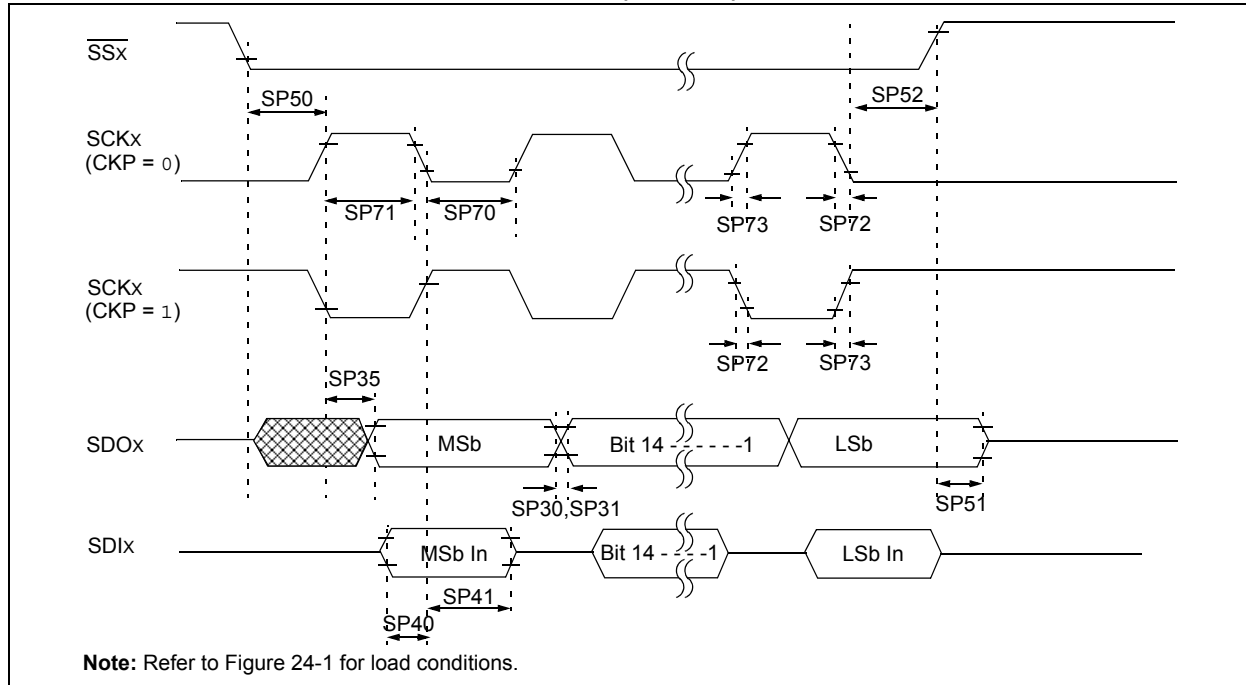 SSX
SP50
SP52
SCKX
(CKP = 0)
SP71
SP70
SP73
SP72
SCKX
(CKP = 1)
SP72
SP73
SP35
SDOX
MSb
Bit 14 - - - - - -1
LSb
SP30,SP31
SP51
SDIX
MSb In
Bit 14 - - - -1
LSb In
SP41
SP40
Note: Refer to Figure 24-1 for load conditions.